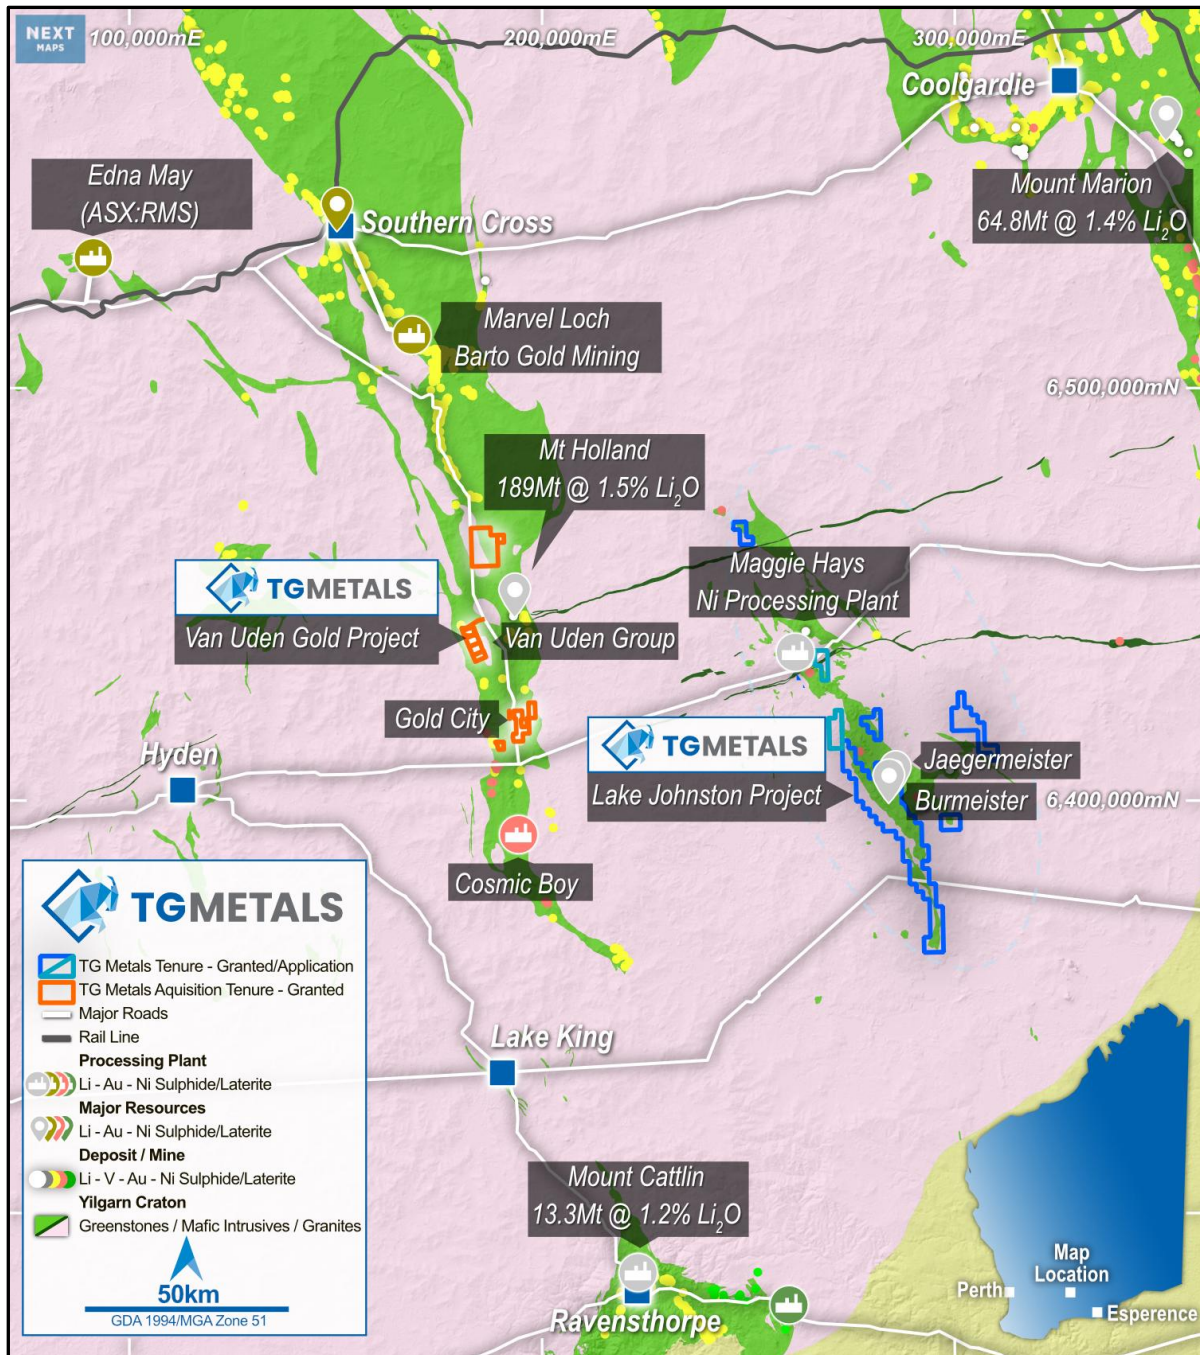 NEXT
MAPS
100,000mE
200,000mE
300,000mE
Coolgardie
Edna May
(ASX:RMS)
Mount Marion
64.8Mt @ 1.4% Li₂O
Southern Cross
Marvel Loch
Barto Gold Mining
6,500,000mN
Mt Holland
189Mt @ 1.5% Li₂O
Maggie Hays
Ni Processing Plant
TGMETALS
Van Uden Gold Project
Van Uden Group
Gold City
TGMETALS
Lake Johnston Project
Jaegermeister
Burmeister
6,400,000mN
Hyden
Cosmic Boy
TGMETALS
TG Metals Tenure - Granted/Application
TG Metals Aquisition Tenure - Granted
Major Roads
Rail Line
Processing Plant
Li - Au - Ni Sulphide/Laterite
Major Resources
Li - Au - Ni Sulphide/Laterite
Deposit / Mine
Li - V - Au - Ni Sulphide/Laterite
Yilgarn Craton
Greenstones / Mafic Intrusives / Granites
50km
GDA 1994/MGA Zone 51
Lake King
Mount Cattlin
13.3Mt @ 1.2% Li₂O
Ravensthorpe
Map
Location
Perth
Esperence